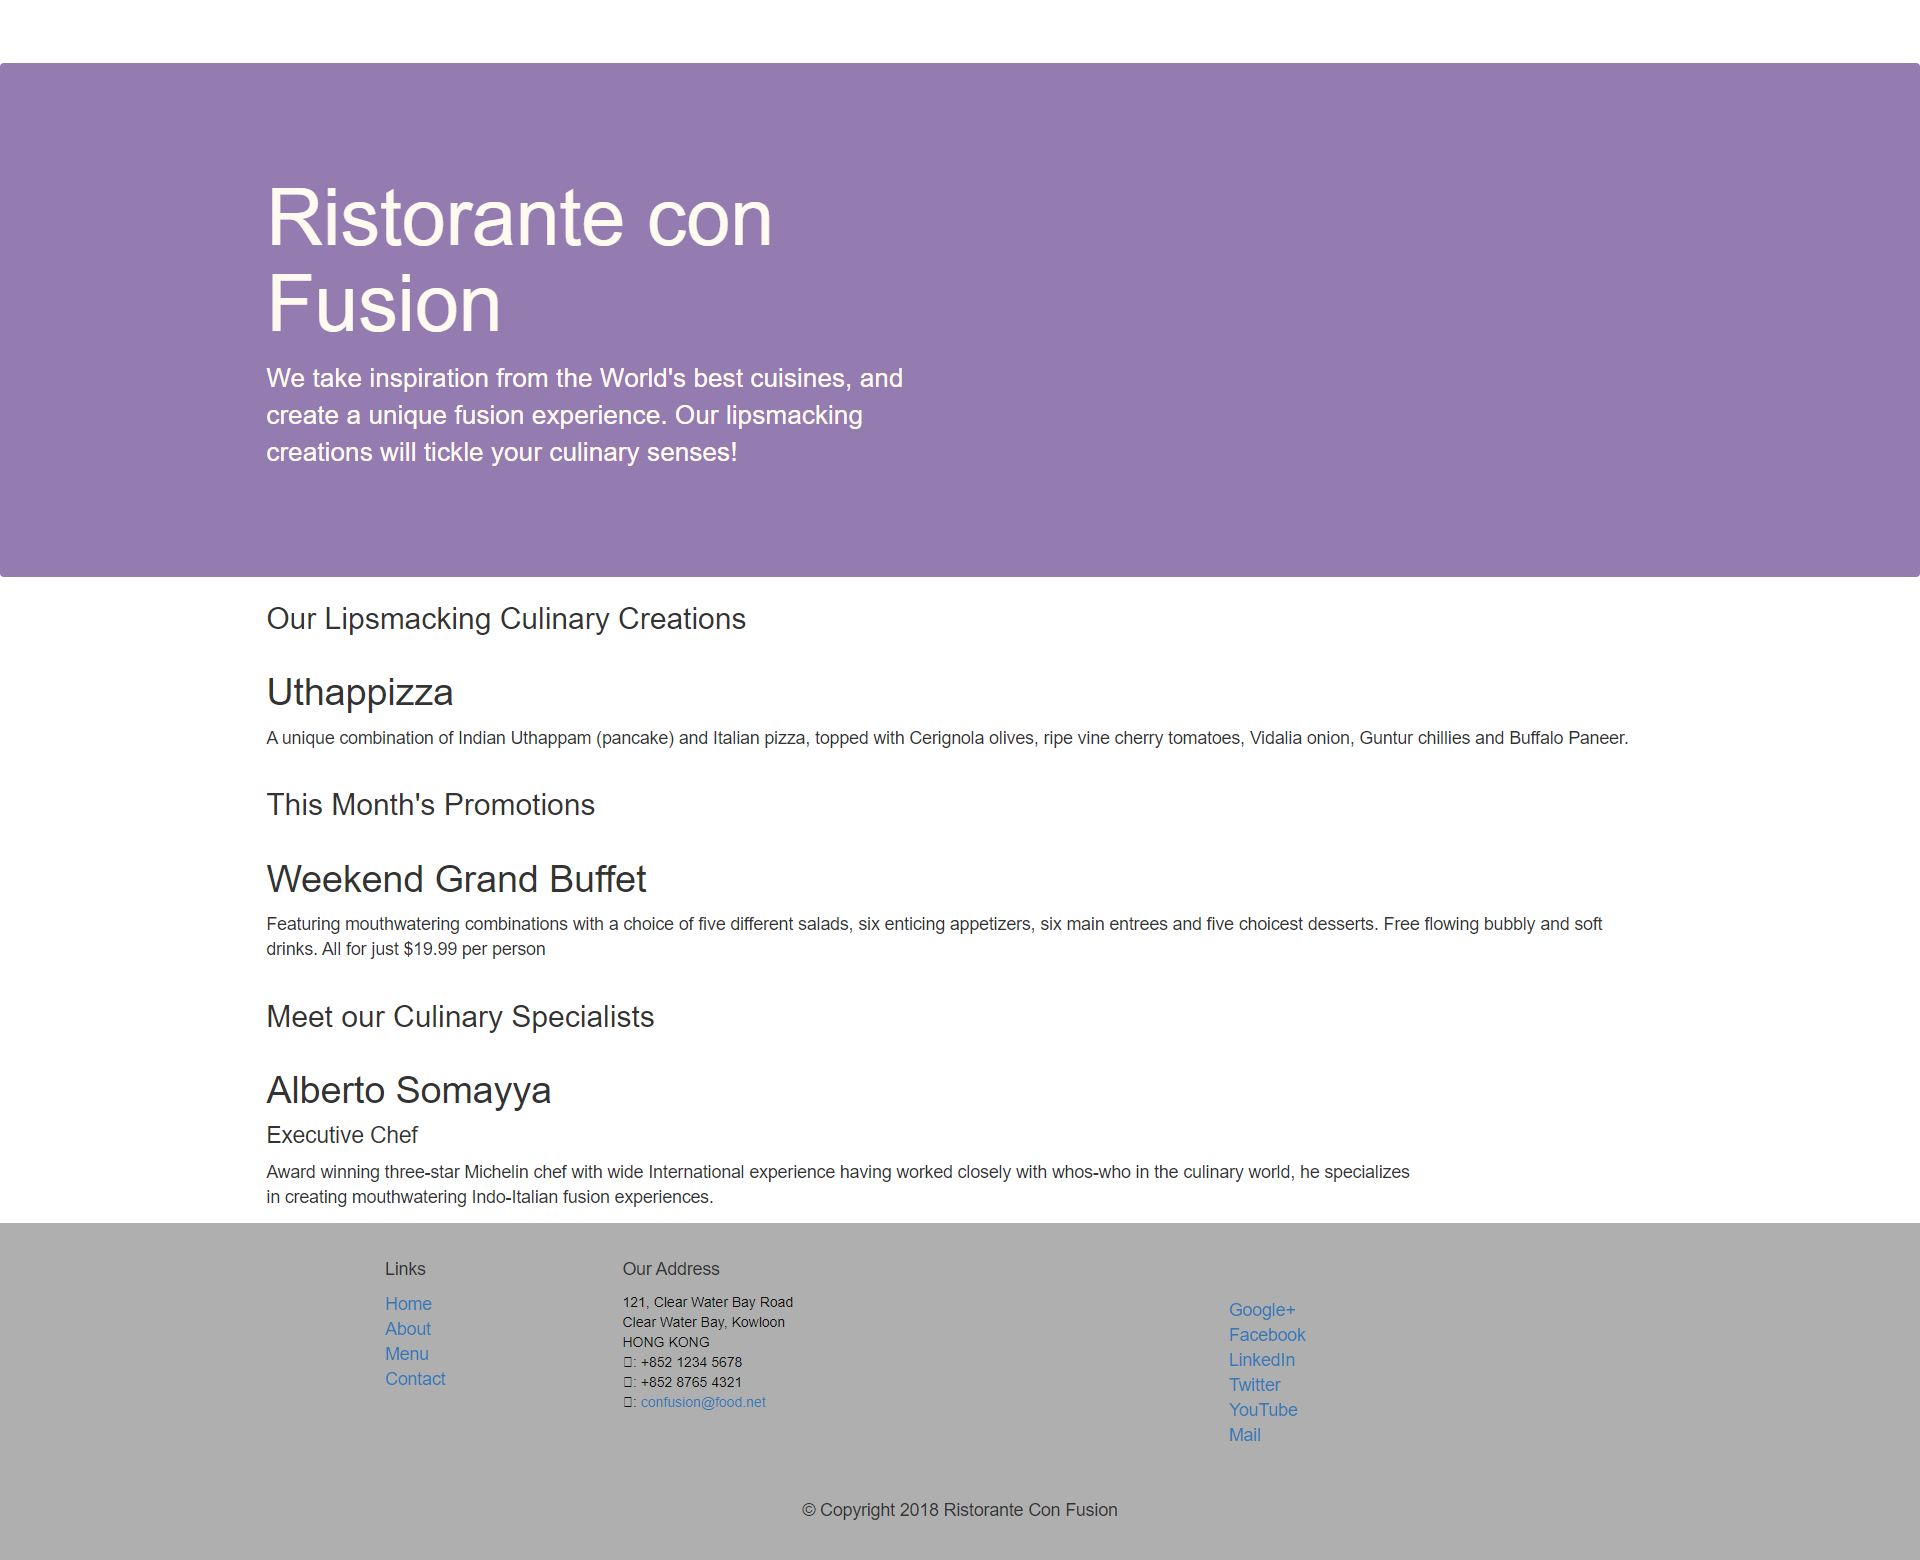 Ristorante con
Fusion
We take inspiration from the World's best cuisines, and
create a unique fusion experience. Our lipsmacking
creations will tickle your culinary senses!
Our Lipsmacking Culinary Creations
Uthappizza
A unique combination of Indian Uthappam (pancake) and Italian pizza, topped with Cerignola olives, ripe vine cherry tomatoes, Vidalia onion, Guntur chillies and Buffalo Paneer.
This Month's Promotions
Weekend Grand Buffet
Featuring mouthwatering combinations with a choice of five different salads, six enticing appetizers, six main entrees and five choicest desserts. Free flowing bubbly and soft
drinks. All for just $19.99 per person
Meet our Culinary Specialists
Alberto Somayya
Executive Chef
Award winning three-star Michelin chef with wide International experience having worked closely with whos-who in the culinary world, he specializes
in creating mouthwatering Indo-Italian fusion experiences.
Links
Home
About
Menu
Contact
Our Address
121, Clear Water Bay Road
Clear Water Bay, Kowloon
HONG KONG
: +852 1234 5678
: +852 8765 4321
: confusion@food.net
Google+
Facebook
LinkedIn
Twitter
YouTube
Mail
© Copyright 2018 Ristorante Con Fusion